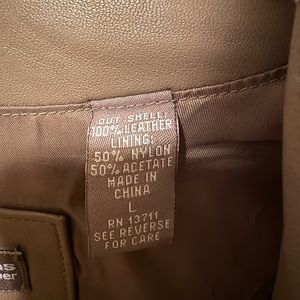 OUT SHELL:
100% LEATHER
LINING:
50% NYLON
50% ACETATE
MADE IN
CHINA
L
RN 13711
SEE REVERSE
FOR CARE